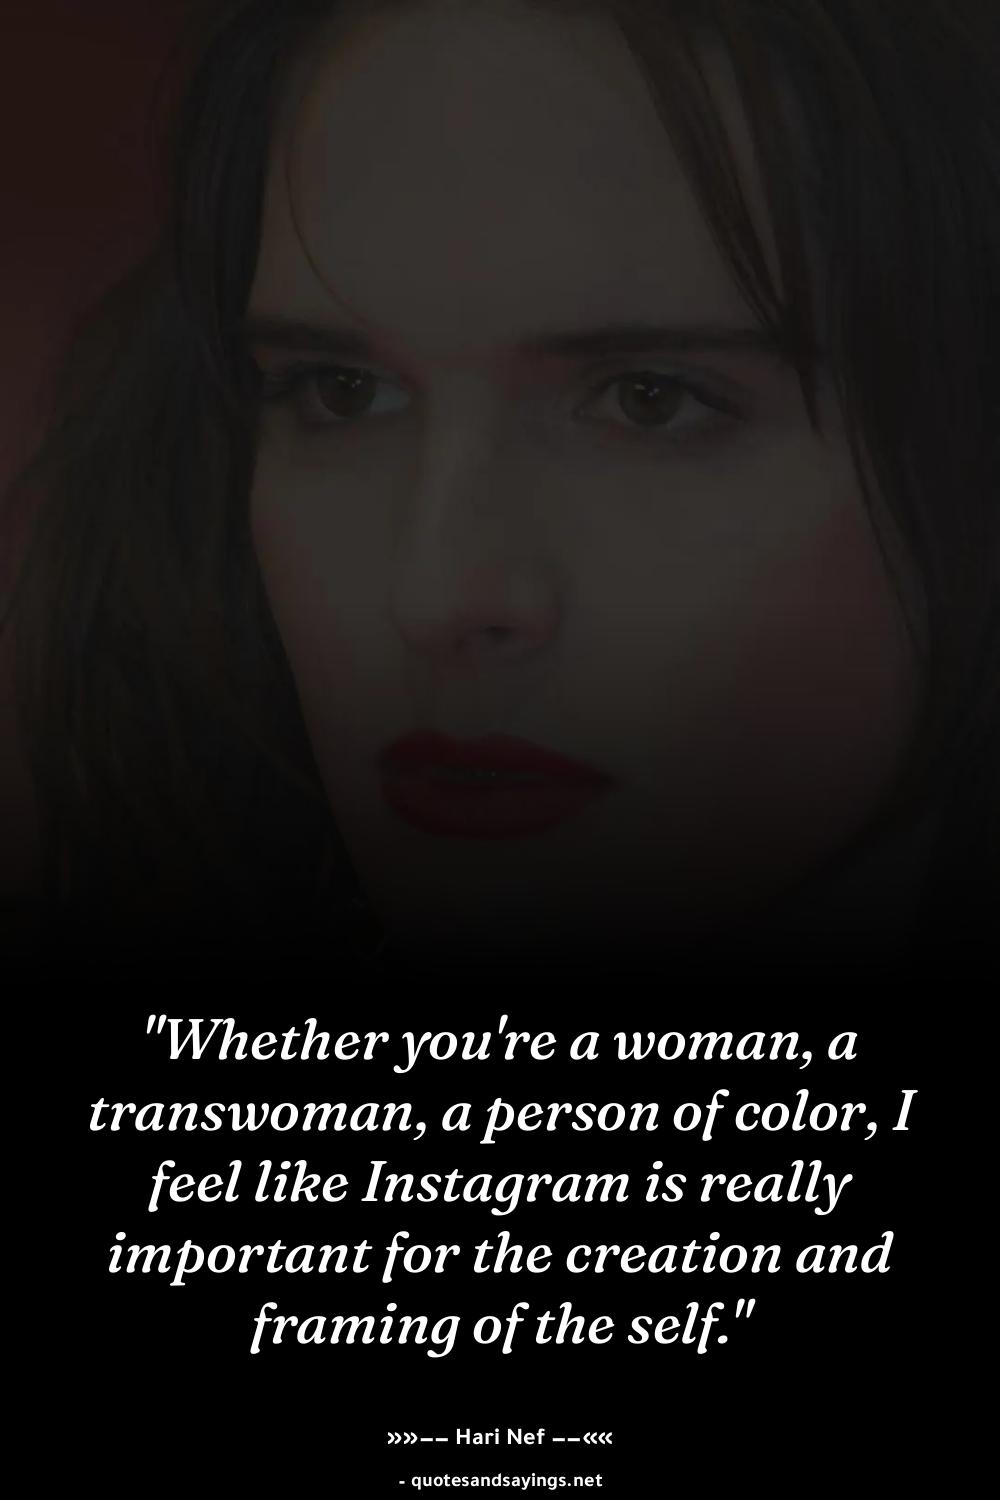 "Whether you're a woman, a
transwoman, a person of color, I
feel like Instagram is really
important for the creation and
framing of the self."
»»−− Hari Nef −−««
- quotesandsayings.net